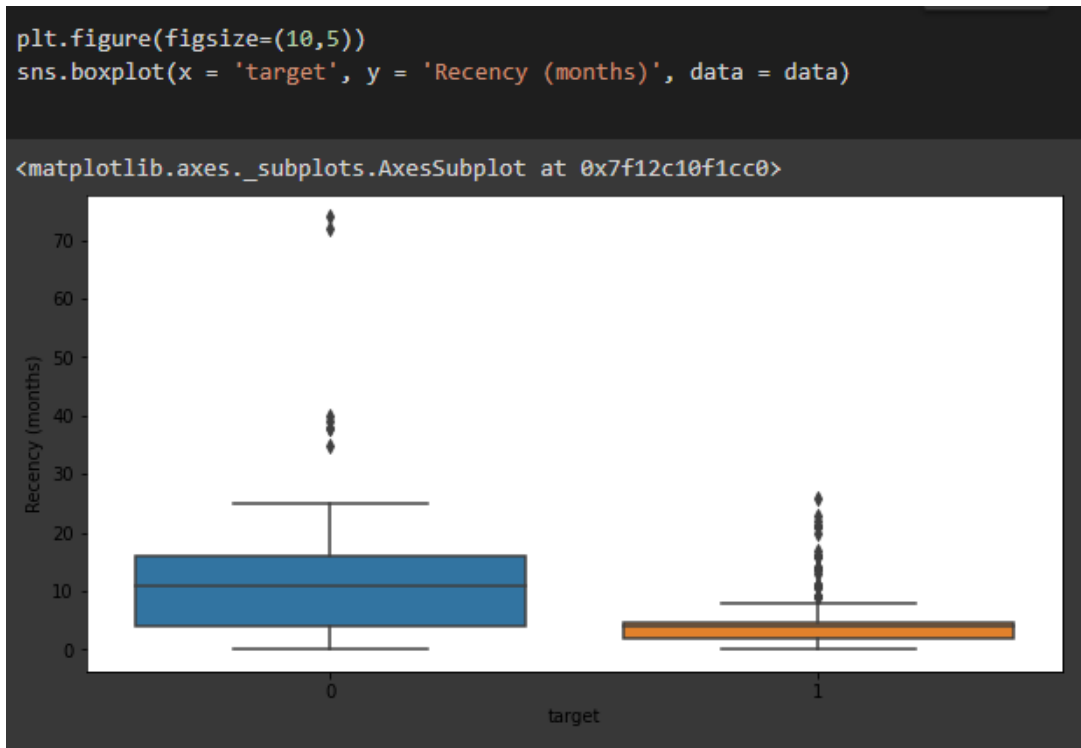 plt.figure(figsize=(10,5))
sns.boxplot(x = 'target', y = 'Recency (months)', data = data)
<matplotlib.axes._subplots.AxesSubplot at 0x7f12c10f1cc0>
70
60
50
40
30
20
10
0
Recency (months)
0 1
target